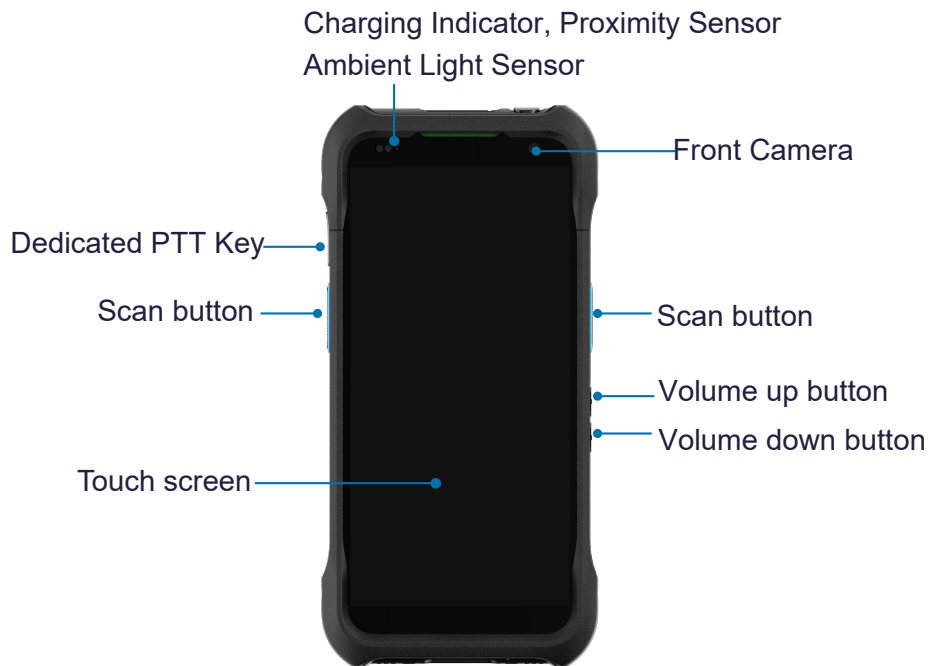 Charging Indicator, Proximity Sensor
Ambient Light Sensor
Front Camera
Dedicated PTT Key
Scan button
Scan button
Volume up button
Volume down button
Touch screen